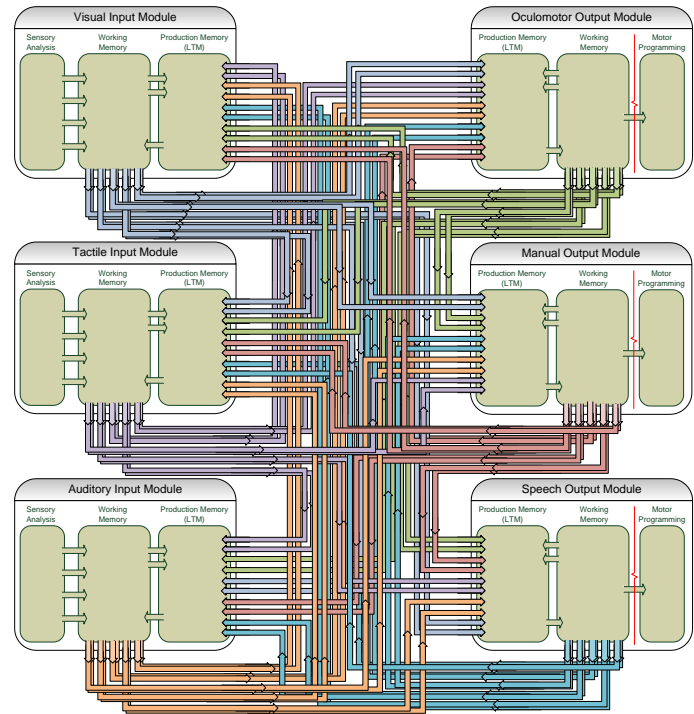 Visual Input Module
Sensory
Analysis
Working
Memory
Production Memory
(LTM)
Oculomotor Output Module
Production Memory
(LTM)
Working
Memory
Motor
Programming
Tactile Input Module
Sensory
Analysis
Working
Memory
Production Memory
(LTM)
Manual Output Module
Production Memory
(LTM)
Working
Memory
Motor
Programming
Auditory Input Module
Sensory
Analysis
Working
Memory
Production Memory
(LTM)
Speech Output Module
Production Memory
(LTM)
Working
Memory
Motor
Programming